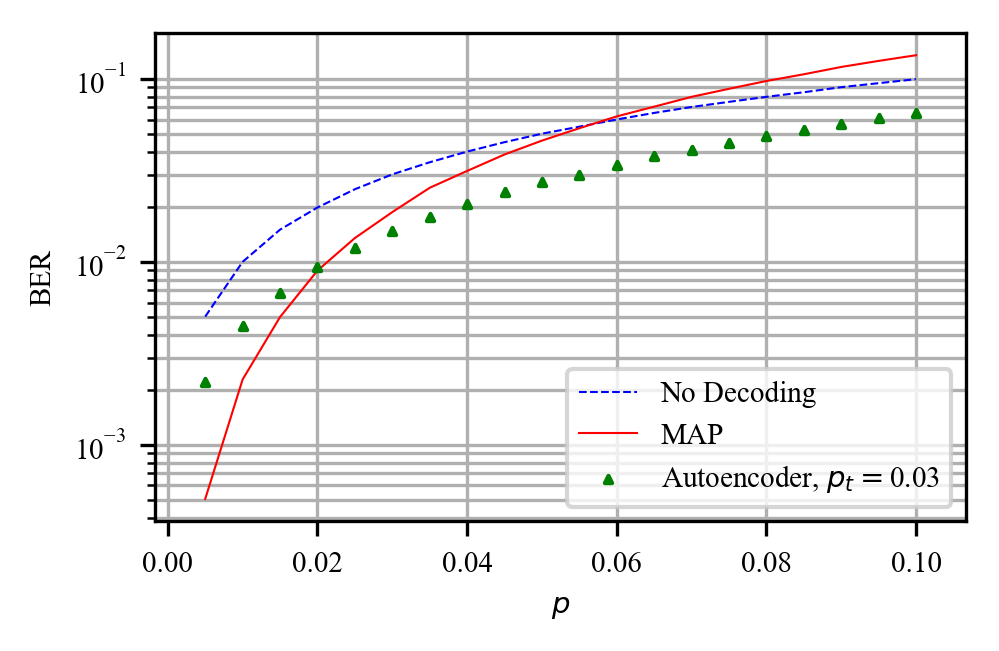 10⁻¹
10⁻²
10⁻³
BER
No Decoding
MAP
Autoencoder, pₜ = 0.03
0.00 0.02 0.04 0.06 0.08 0.10
p